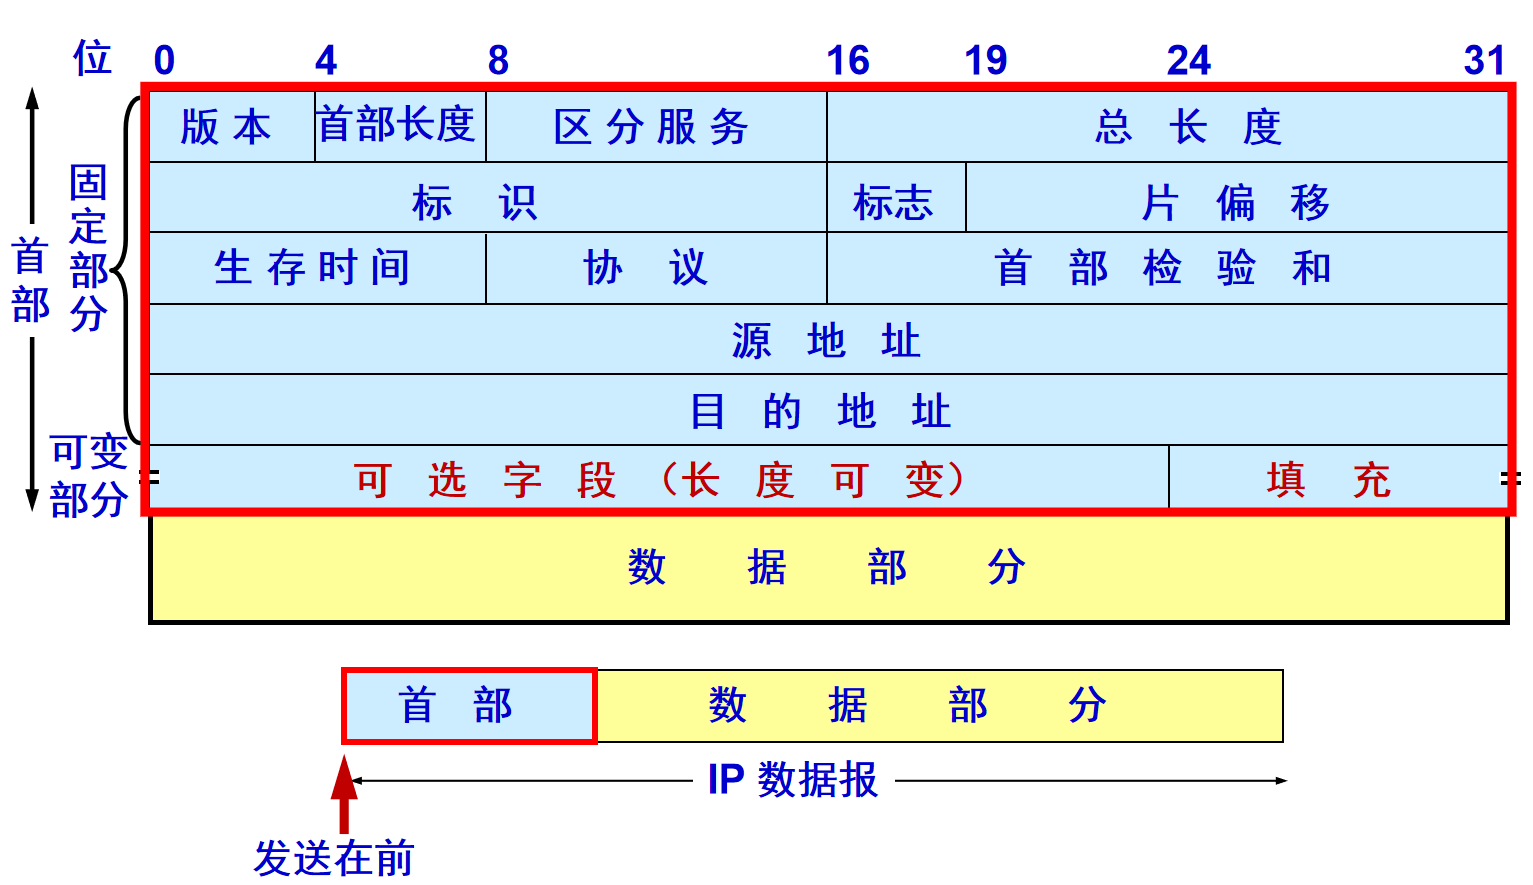 位 0 4 8 16 19 24 31
版本 首部长度 区分服务 总长度
标识 标志 片偏移
生存时间 协议 首部检验和
源地址
目的地址
可选字段（长度可变） 填充
首部
固定部分
可变
部分
数据部分
首部 数据部分
IP 数据报
发送在前